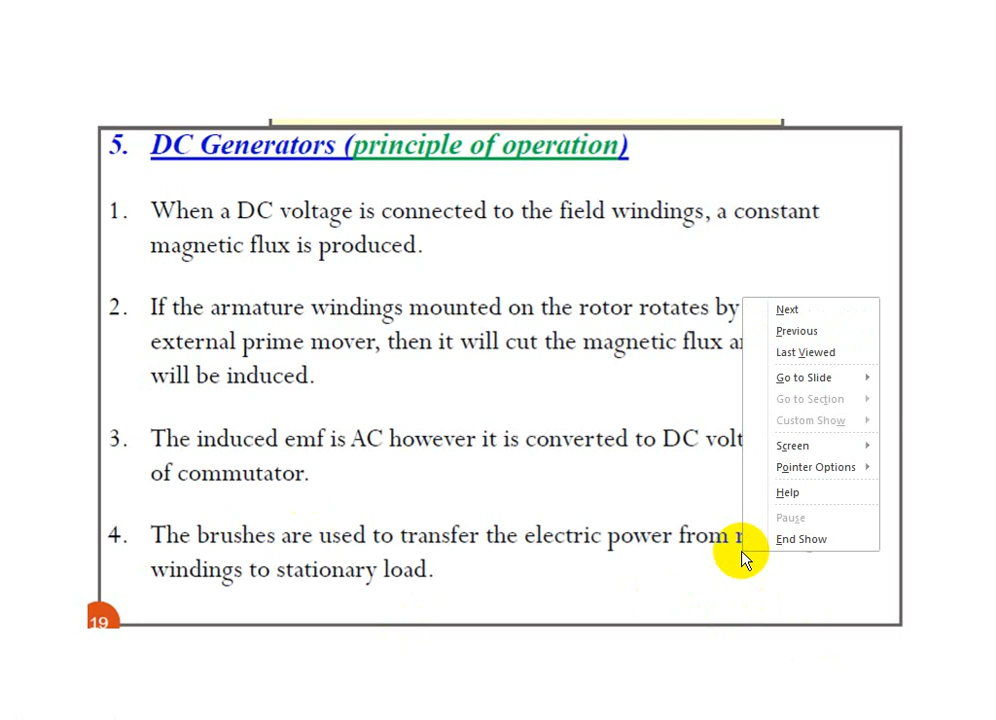 5. DC Generators (principle of operation)
1. When a DC voltage is connected to the field windings, a constant
magnetic flux is produced.
2. If the armature windings mounted on the rotor rotates by
external prime mover, then it will cut the magnetic flux
will be induced.
3. The induced emf is AC however it is converted to DC
of commutator.
4. The brushes are used to transfer the electric power from
windings to stationary load.
19
Next
Previous
Last Viewed
Go to Slide
Go to Section
Custom Show
Screen
Pointer Options
Help
Pause
End Show